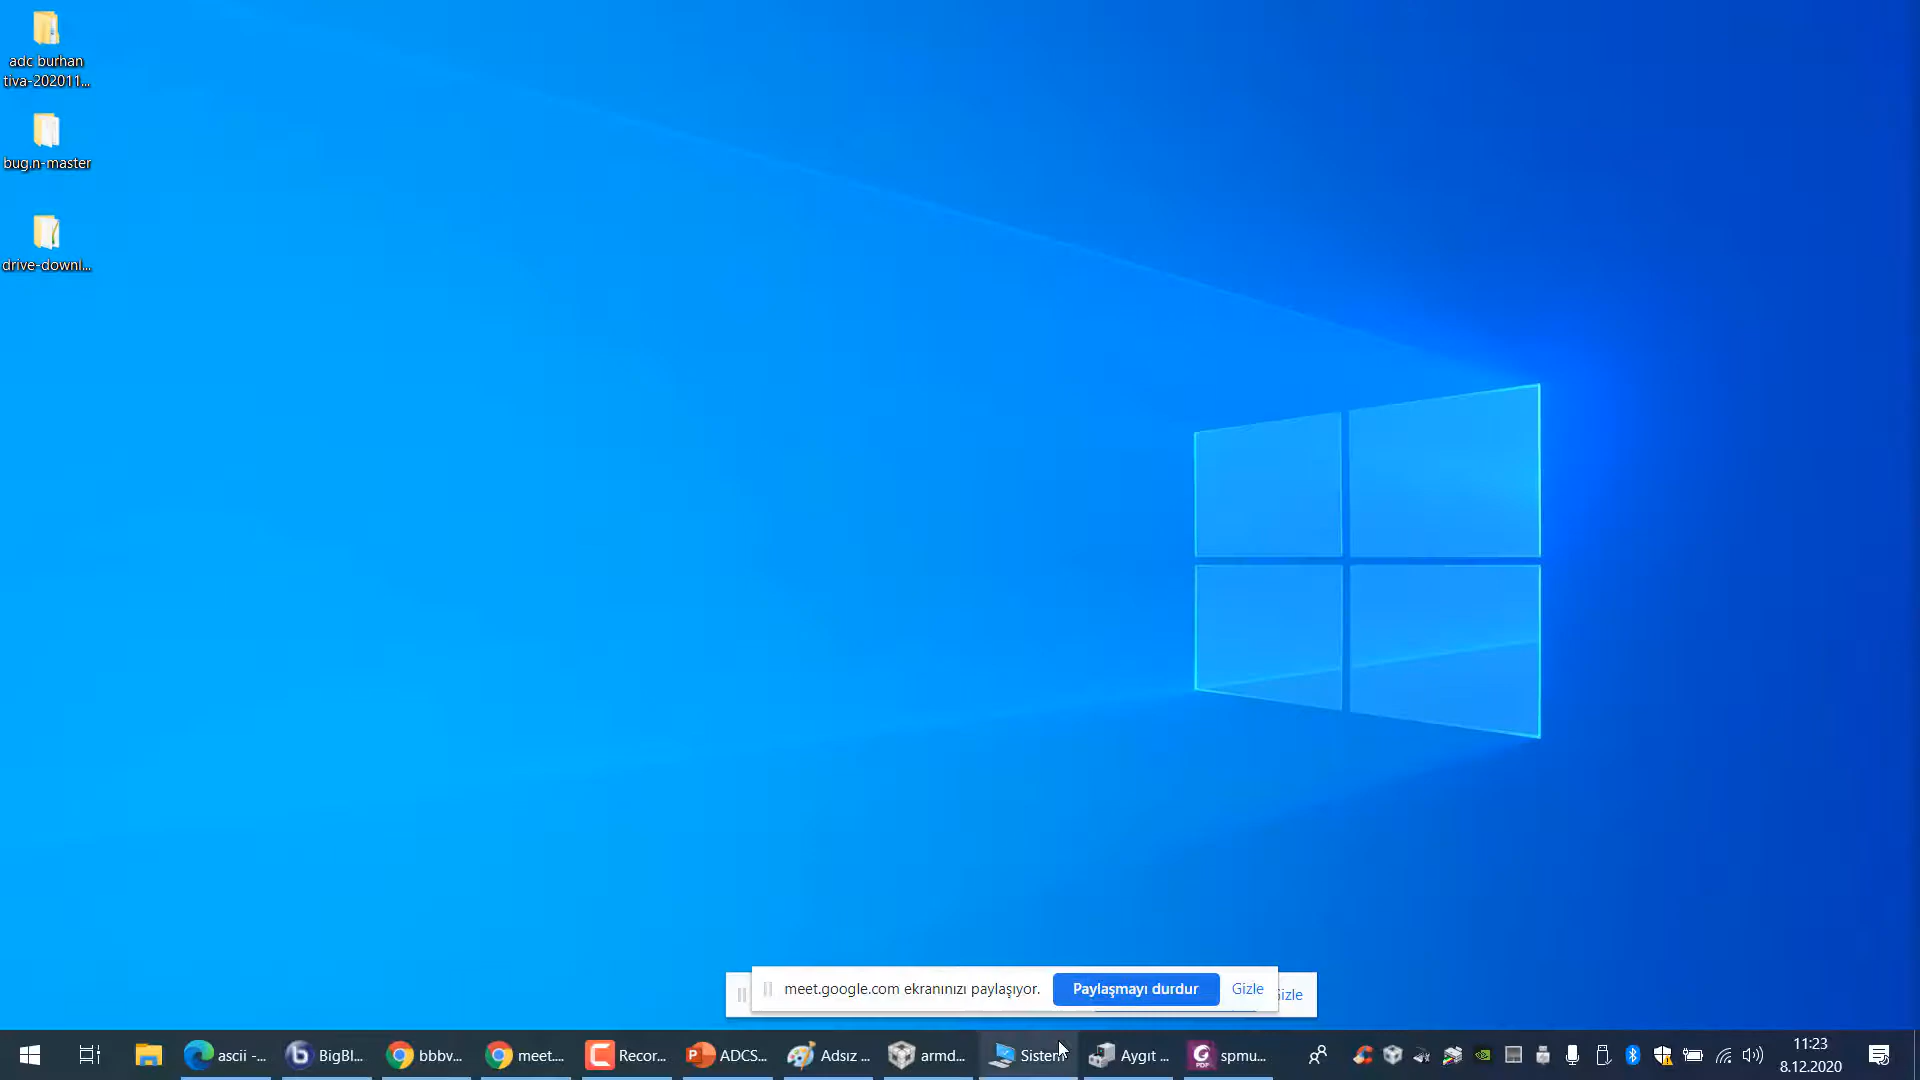 adc burhan
tiva-202011...
bug.n-master
drive-downl...
meet.google.com ekranınızı paylaşıyor.
Paylaşmayı durdur
Gizle
Gizle
ascii -...
BigBl...
bbbv...
meet....
Recor...
ADCS...
Adsız ...
armd...
Sistem
Aygıt ...
spmu...
11:23
8.12.2020